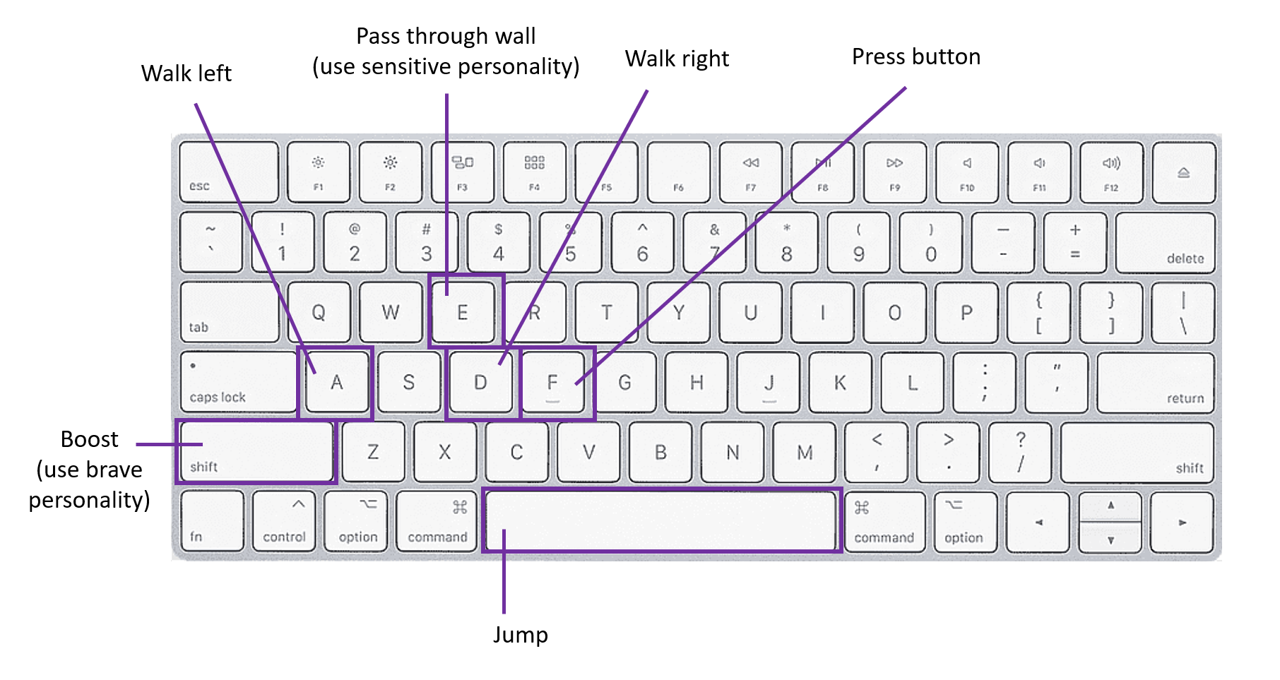 Pass through wall
(use sensitive personality)
Walk left
Walk right
Press button
esc
F1
F2
F3
F4
F5
F6
F7
F8
F9
F10
F11
F12
~ `
! 1
@ 2
# 3
$ 4
% 5
^ 6
& 7
* 8
( 9
) 0
— -
+ =
delete
tab
Q
W
E
R
T
Y
U
I
O
P
{ [
} ]
| \
caps lock
A
S
D
F
G
H
J
K
L
: ;
" '
return
Boost
(use brave
personality)
shift
Z
X
C
V
B
N
M
< ,
> .
? /
shift
fn
control
option
command
command
option
Jump